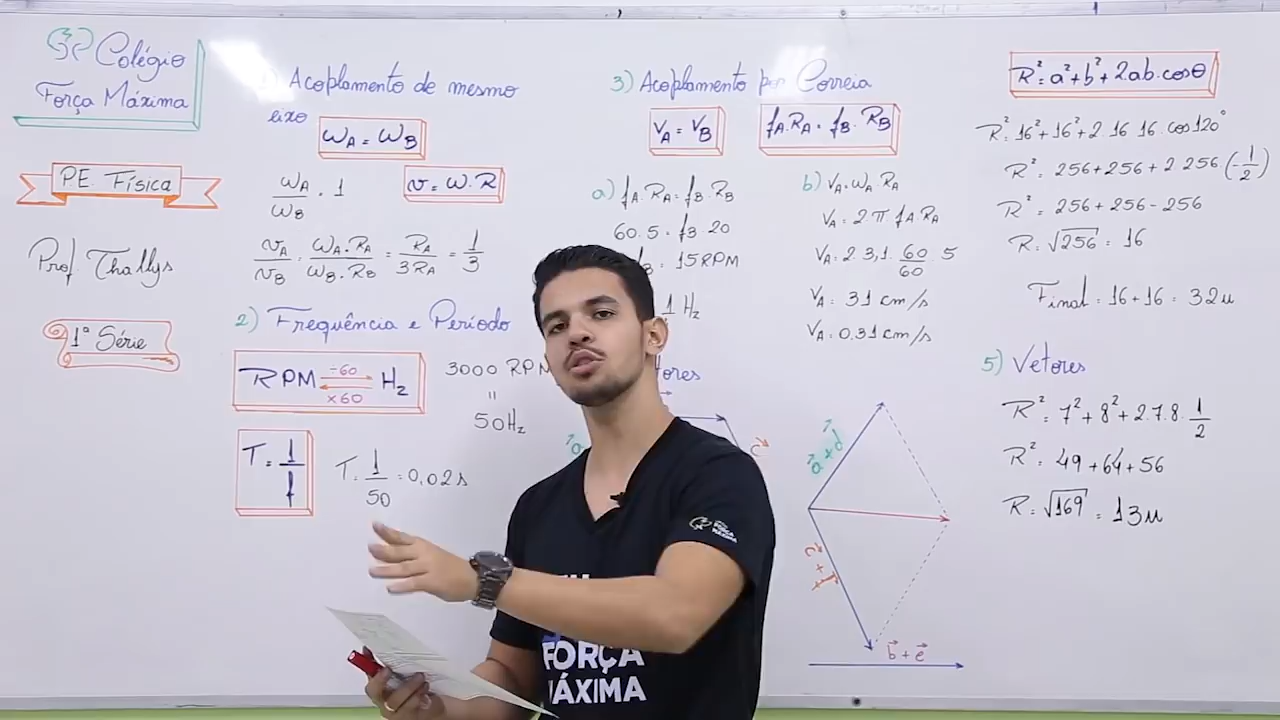 Colégio
Força Máxima
P.E. Física
Prof. Thallys
1ª Série
Acoplamento de mesmo
eixo
ωA = ωB
ωA/ωB = 1
v = ω.R
vA/vB = ωA.RA/ωB.RB = RA/3RA = 1/3
2) Frequência e Período
RPM ÷60 ×60 Hz
3000 RPM
=
50Hz
T = 1/f
T = 1/50 = 0,02s
3) Acoplamento por Correia
VA = VB
fA.RA = fB.RB
a) fA.RA = fB.RB
60.5 = fB.20
= 15RPM
Hz
b) VA = ωA.RA
VA = 2π fA RA
VA = 2.3,1.60/60.5
VA = 31 cm/s
VA = 0,31 cm/s
a+d
b+e
R² = a²+b²+2ab.cosθ
R² = 16²+16²+2.16.16.cos120°
R² = 256+256+2.256(-1/2)
R² = 256+256-256
R = √256 = 16
Final = 16+16 = 32u
5) Vetores
R² = 7²+8²+2.7.8.1/2
R² = 49+64+56
R = √169 = 13u
FORÇA
MÁXIMA
FORÇA
MÁXIMA